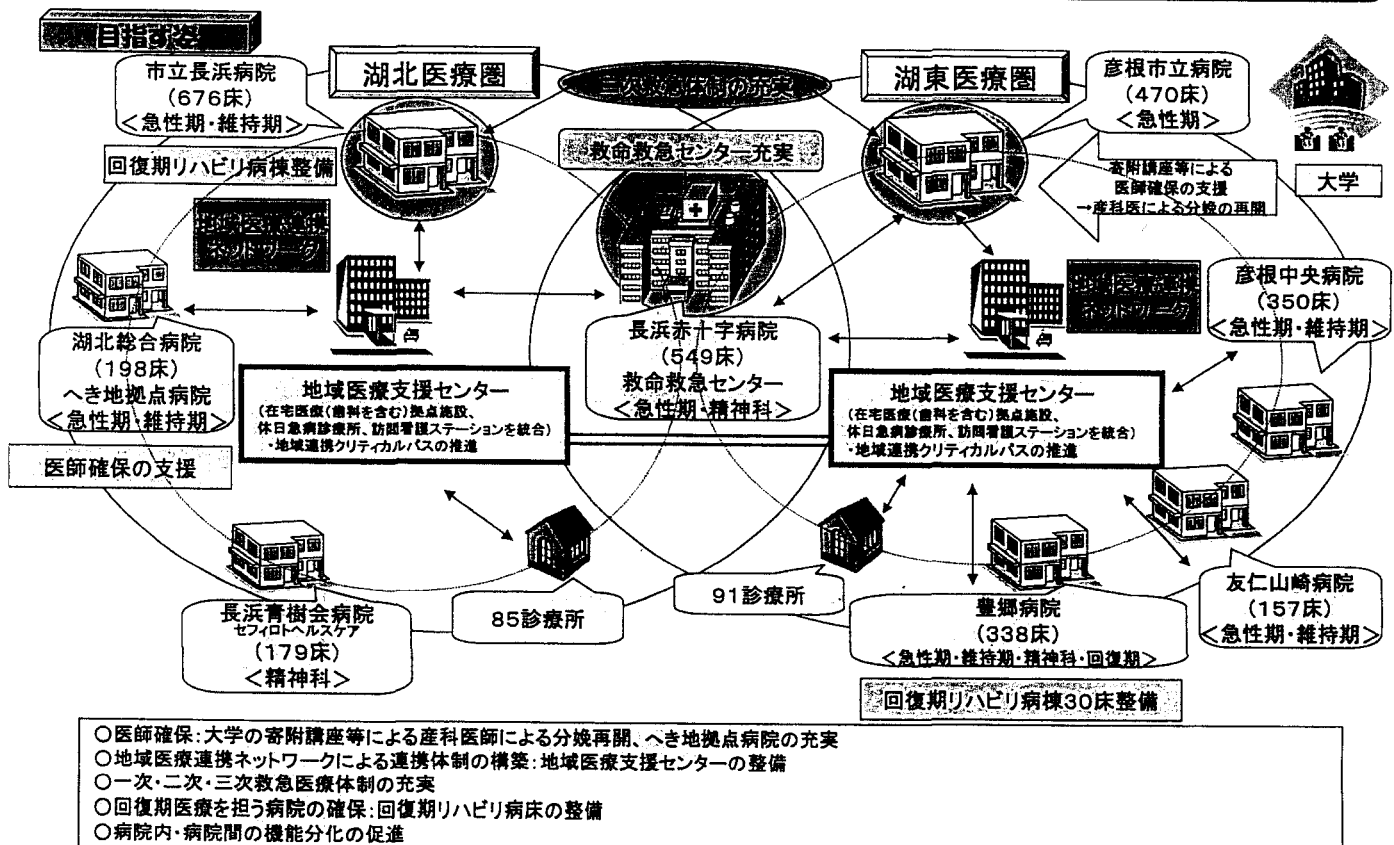 目指す姿
市立長浜病院
(676床)
<急性期・維持期>
湖北医療圏
三次救急体制の充実
湖東医療圏
彦根市立病院
(470床)
<急性期>
回復期リハビリ病棟整備
救命救急センター充実
寄附講座等による
医師確保の支援
→産科医による分娩の再開
大学
地域医療連携
ネットワーク
地域医療連携
ネットワーク
彦根中央病院
(350床)
<急性期・維持期>
湖北総合病院
(198床)
へき地拠点病院
<急性期・維持期>
長浜赤十字病院
(549床)
救命救急センター
<急性期・精神科>
地域医療支援センター
(在宅医療(歯科を含む)拠点施設、
休日急病診療所、訪問看護ステーションを統合)
・地域連携クリティカルパスの推進
地域医療支援センター
(在宅医療(歯科を含む)拠点施設、
休日急病診療所、訪問看護ステーションを統合)
・地域連携クリティカルパスの推進
医師確保の支援
長浜青樹会病院
セフィロトヘルスケア
(179床)
<精神科>
85診療所
91診療所
豊郷病院
(338床)
<急性期・維持期・精神科・回復期>
友仁山崎病院
(157床)
<急性期・維持期>
回復期リハビリ病棟30床整備
○医師確保:大学の寄附講座等による産科医師による分娩再開、へき地拠点病院の充実
○地域医療連携ネットワークによる連携体制の構築:地域医療支援センターの整備
○一次・二次・三次救急医療体制の充実
○回復期医療を担う病院の確保:回復期リハビリ病床の整備
○病院内・病院間の機能分化の促進